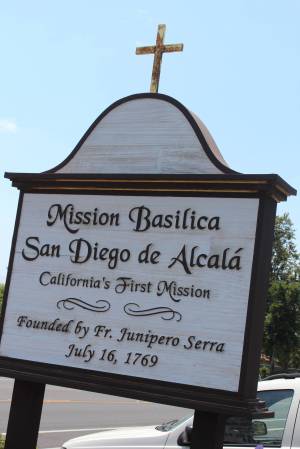 Mission Basilica
San Diego de Alcalá
California's First Mission
Founded by Fr. Junipero Serra
July 16, 1769